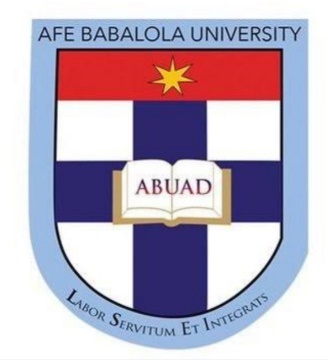 AFE BABALOLA UNIVERSITY
ABUAD
LABOR SERVITUM ET INTEGRATS